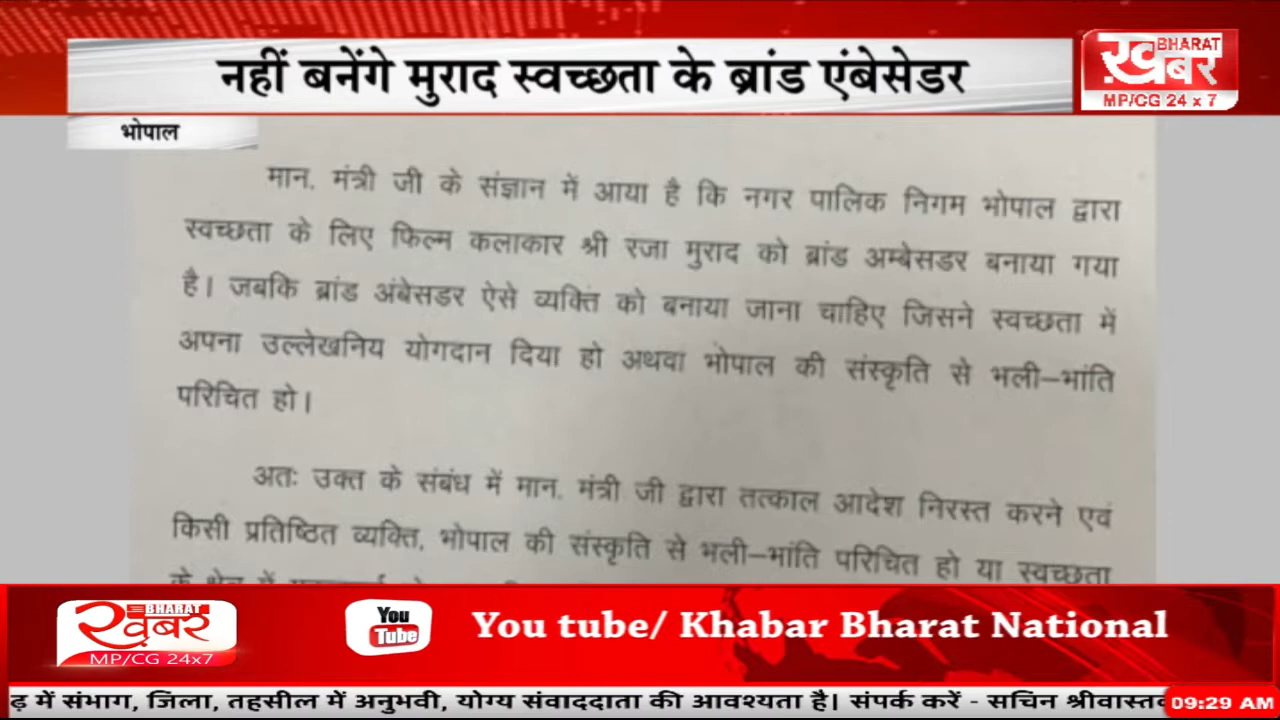 नहीं बनेंगे मुराद स्वच्छता के ब्रांड एंबेसेडर
BHARAT
ख़बर
MP/CG 24 x 7
भोपाल
मान. मंत्री जी के संज्ञान में आया है कि नगर पालिक निगम भोपाल द्वारा
स्वच्छता के लिए फिल्म कलाकार श्री रजा मुराद को ब्रांड अम्बेसडर बनाया गया
है। जबकि ब्रांड अंबेसडर ऐसे व्यक्ति को बनाया जाना चाहिए जिसने स्वच्छता में
अपना उल्लेखनिय योगदान दिया हो अथवा भोपाल की संस्कृति से भली–भांति
परिचित हो।
अतः उक्त के संबंध में मान. मंत्री जी द्वारा तत्काल आदेश निरस्त करने एवं
किसी प्रतिष्ठित व्यक्ति, भोपाल की संस्कृति से भली–भांति परिचित हो या स्वच्छता
के क्षेत्र में
BHARAT
ख़बर
MP/CG 24x7
You
Tube
You tube/ Khabar Bharat National
ढ़ में संभाग, जिला, तहसील में अनुभवी, योग्य संवाददाता की आवश्यता है। संपर्क करें - सचिन श्रीवास्तव
09:29 AM